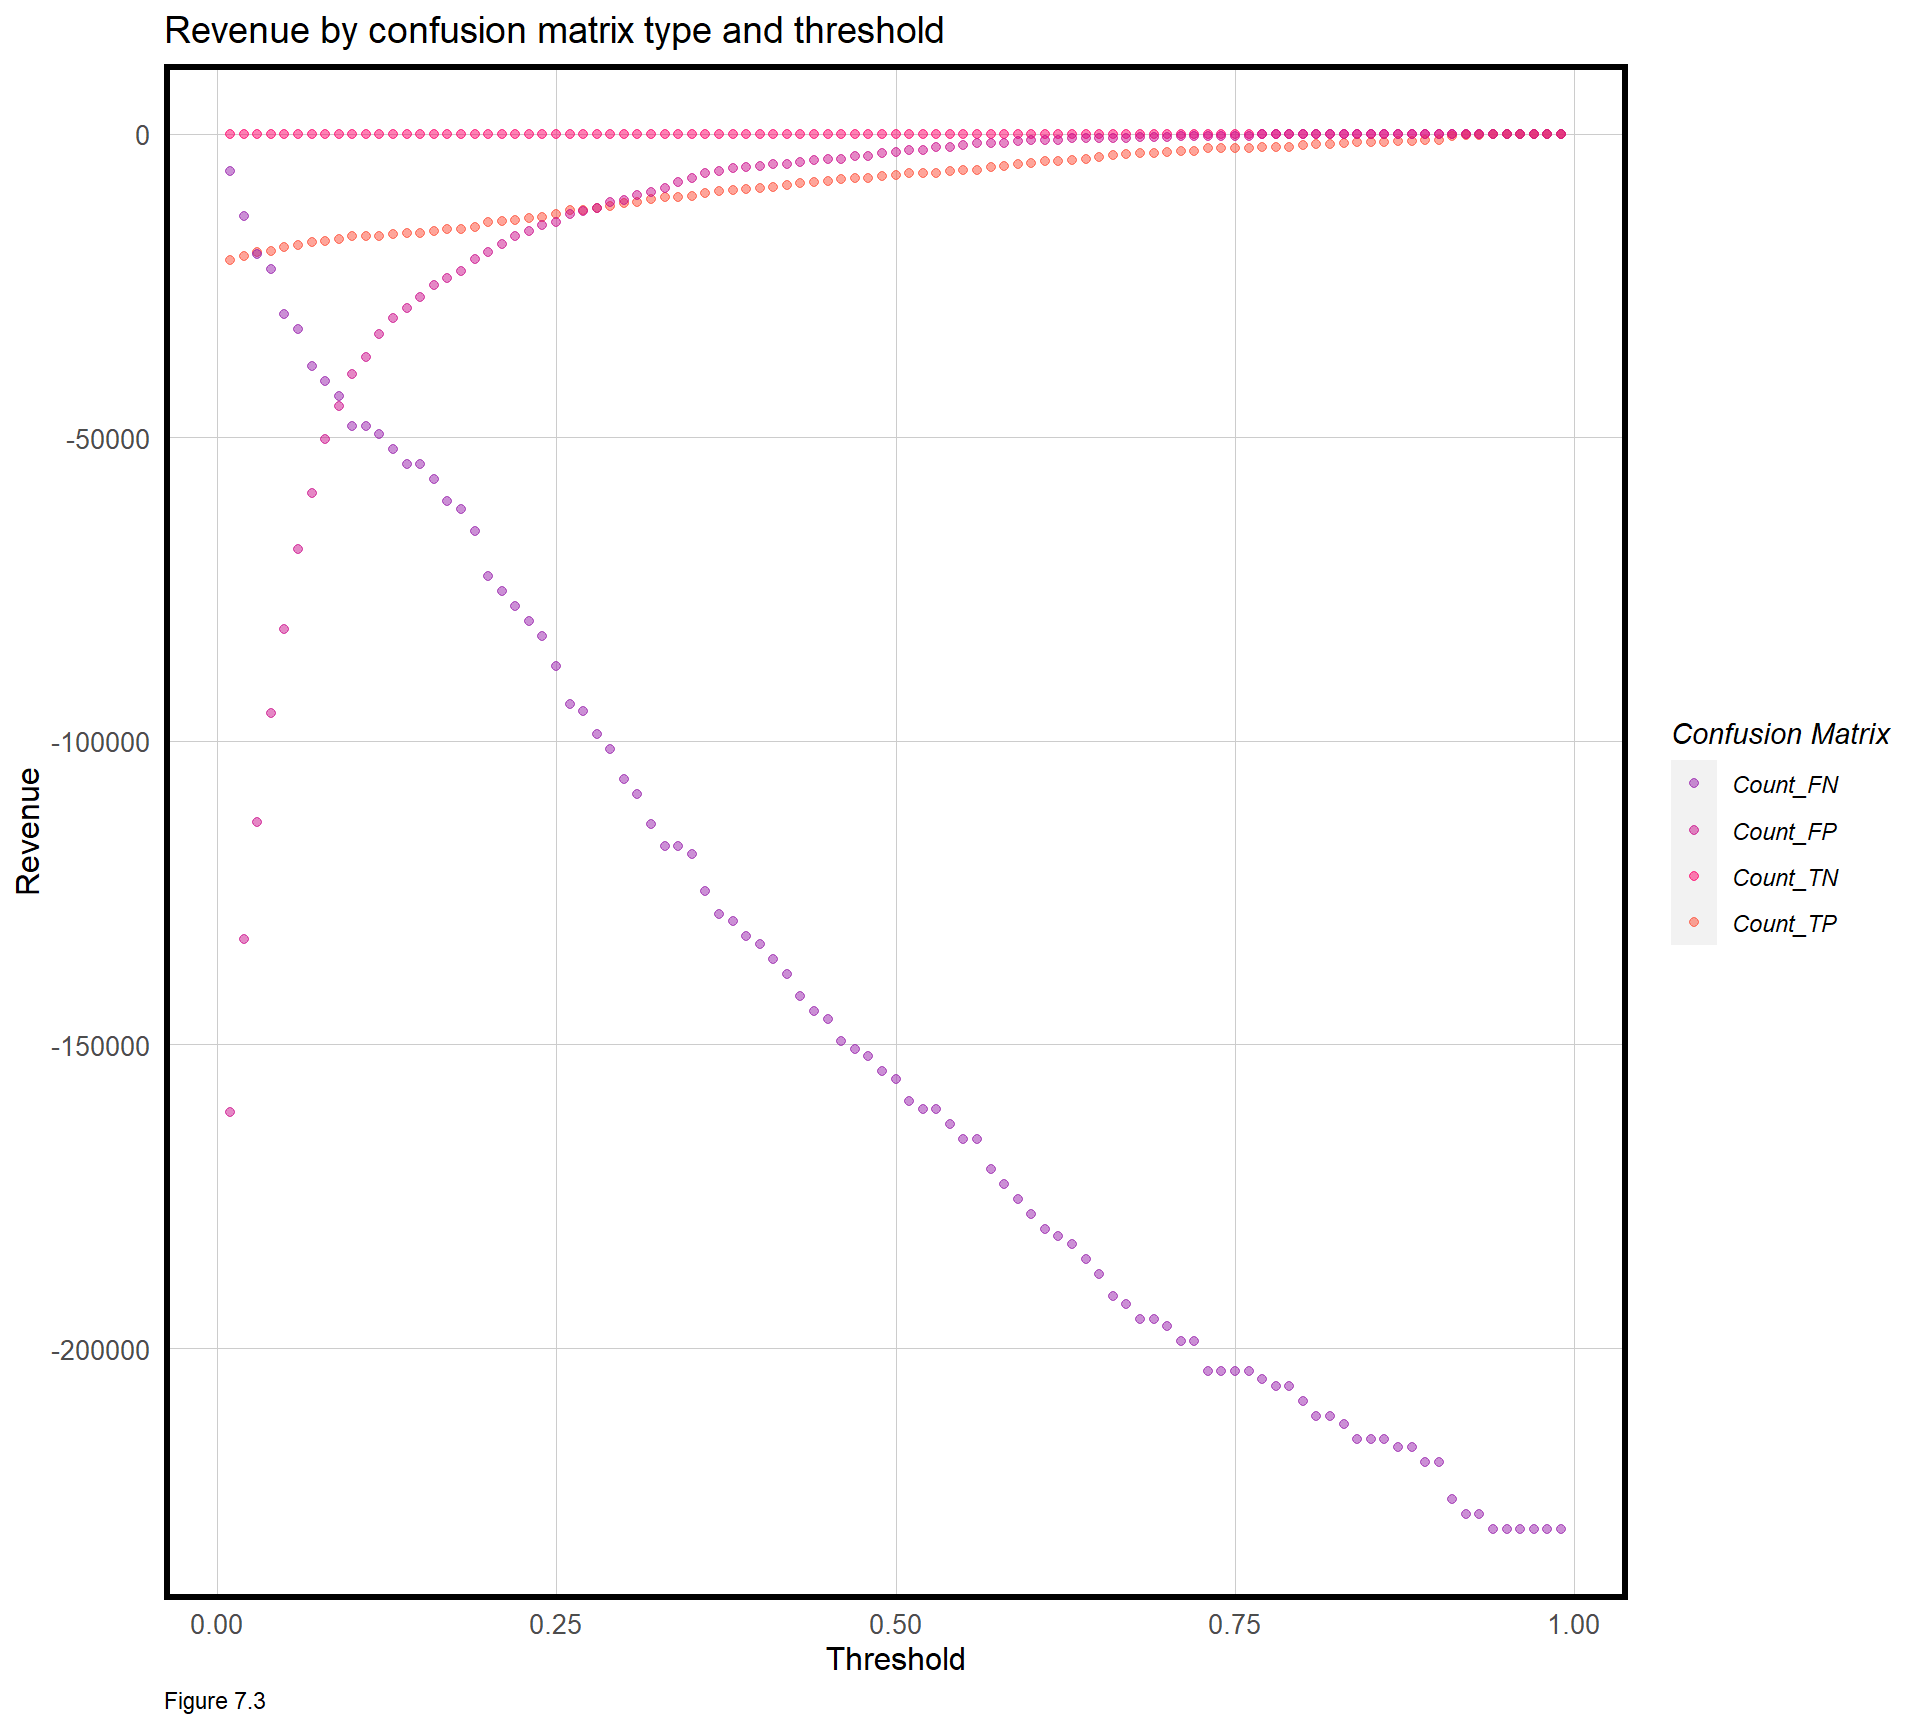 Revenue by confusion matrix type and threshold
0
-50000
-100000
-150000
-200000
Revenue
0.00
0.25
0.50
0.75
1.00
Threshold
Confusion Matrix
Count_FN
Count_FP
Count_TN
Count_TP
Figure 7.3